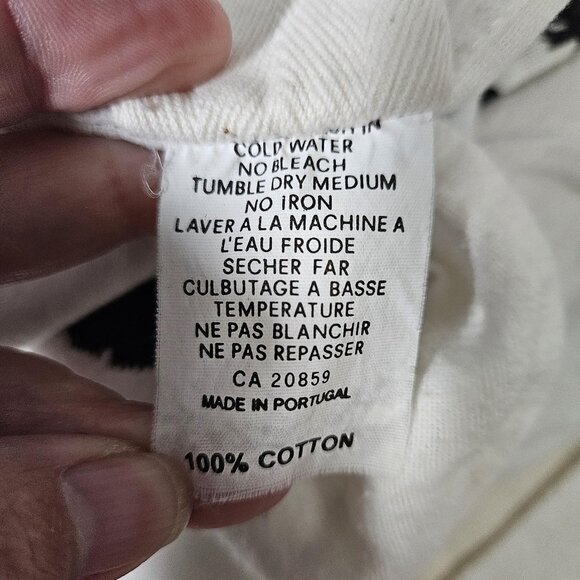 COLD WATER
NO BLEACH
TUMBLE DRY MEDIUM
NO IRON
LAVER A LA MACHINE A
L'EAU FROIDE
SECHER FAR
CULBUTAGE A BASSE
TEMPERATURE
NE PAS BLANCHIR
NE PAS REPASSER
CA 20859
MADE IN PORTUGAL
100% COTTON